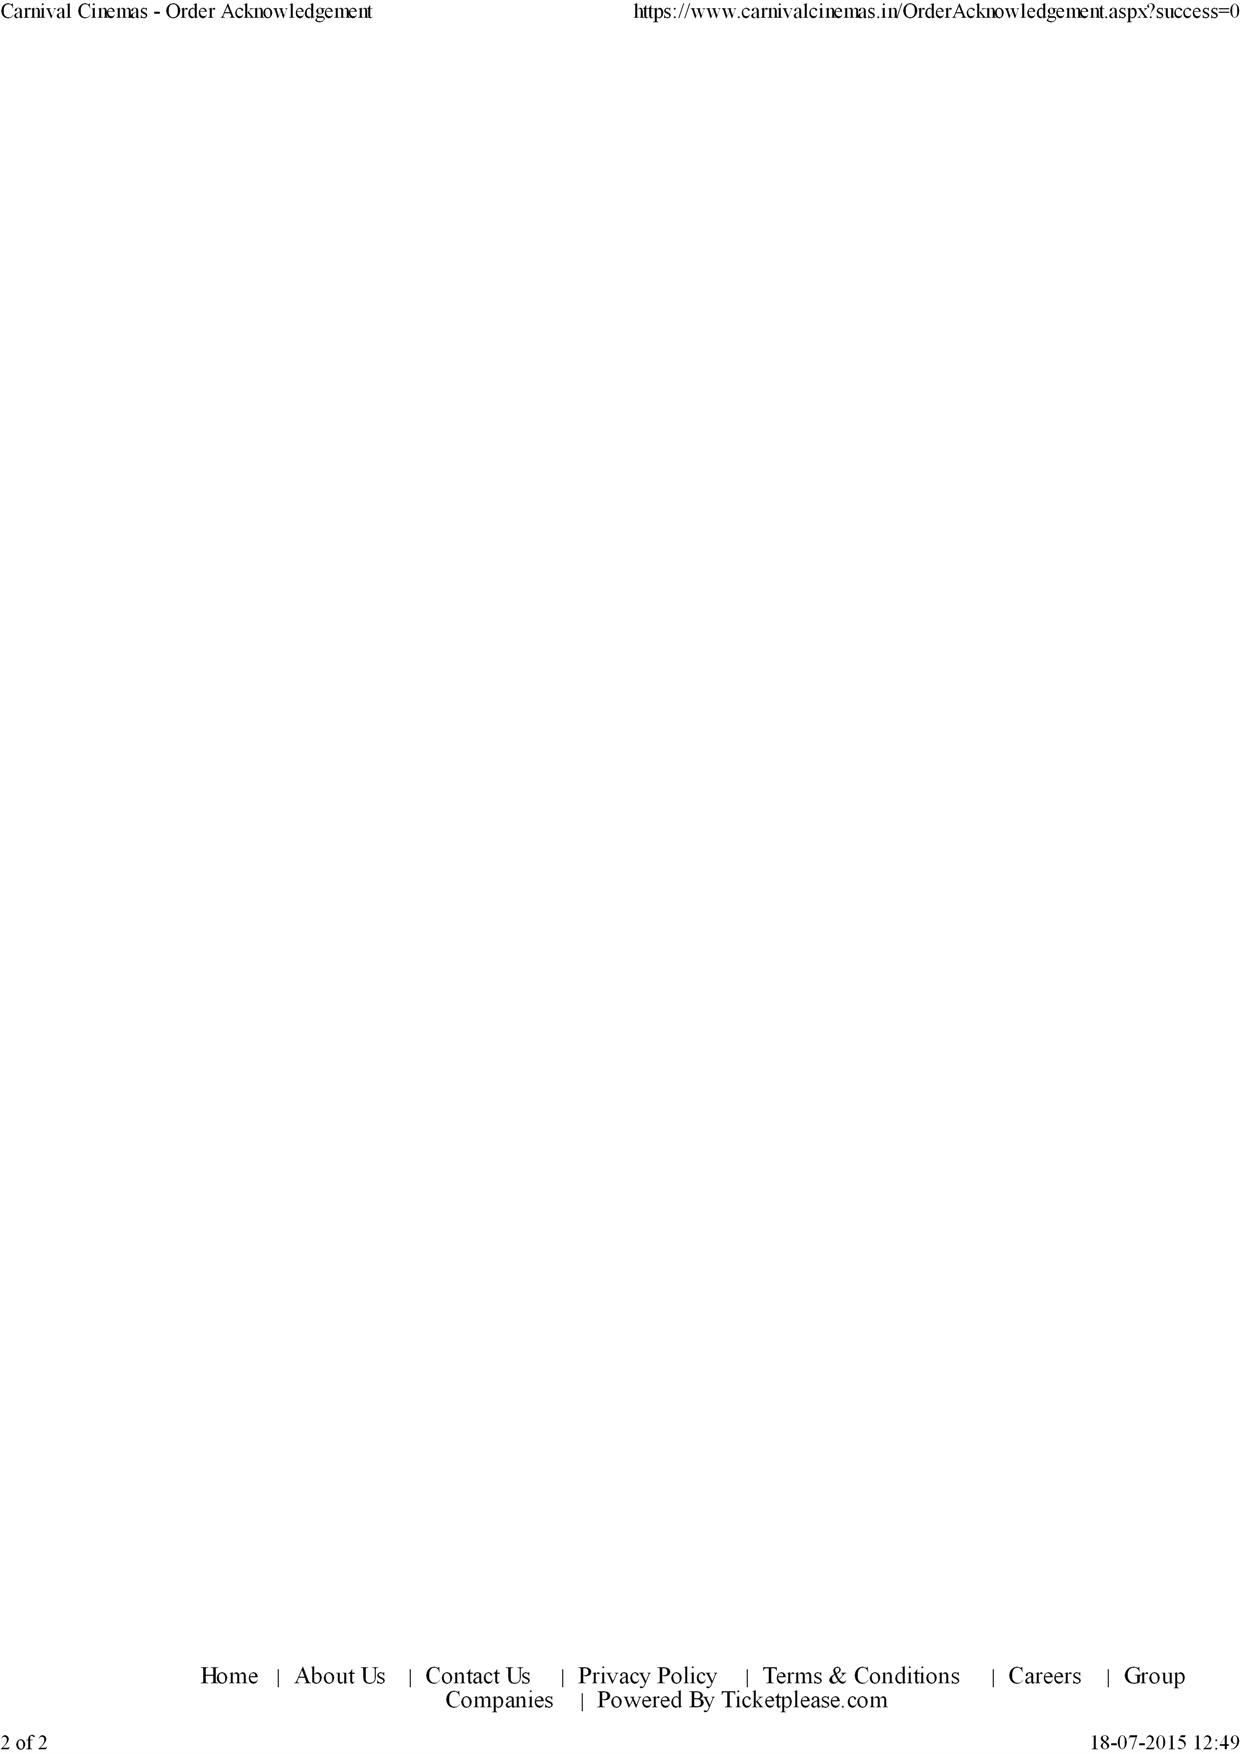 Carnival Cinemas - Order Acknowledgement https://www.carnivalcinemas.in/OrderAcknowledgement.aspx?success=0
Home | About Us | Contact Us | Privacy Policy | Terms & Conditions | Careers | Group
Companies | Powered By Ticketplease.com
2 of 2 18-07-2015 12:49